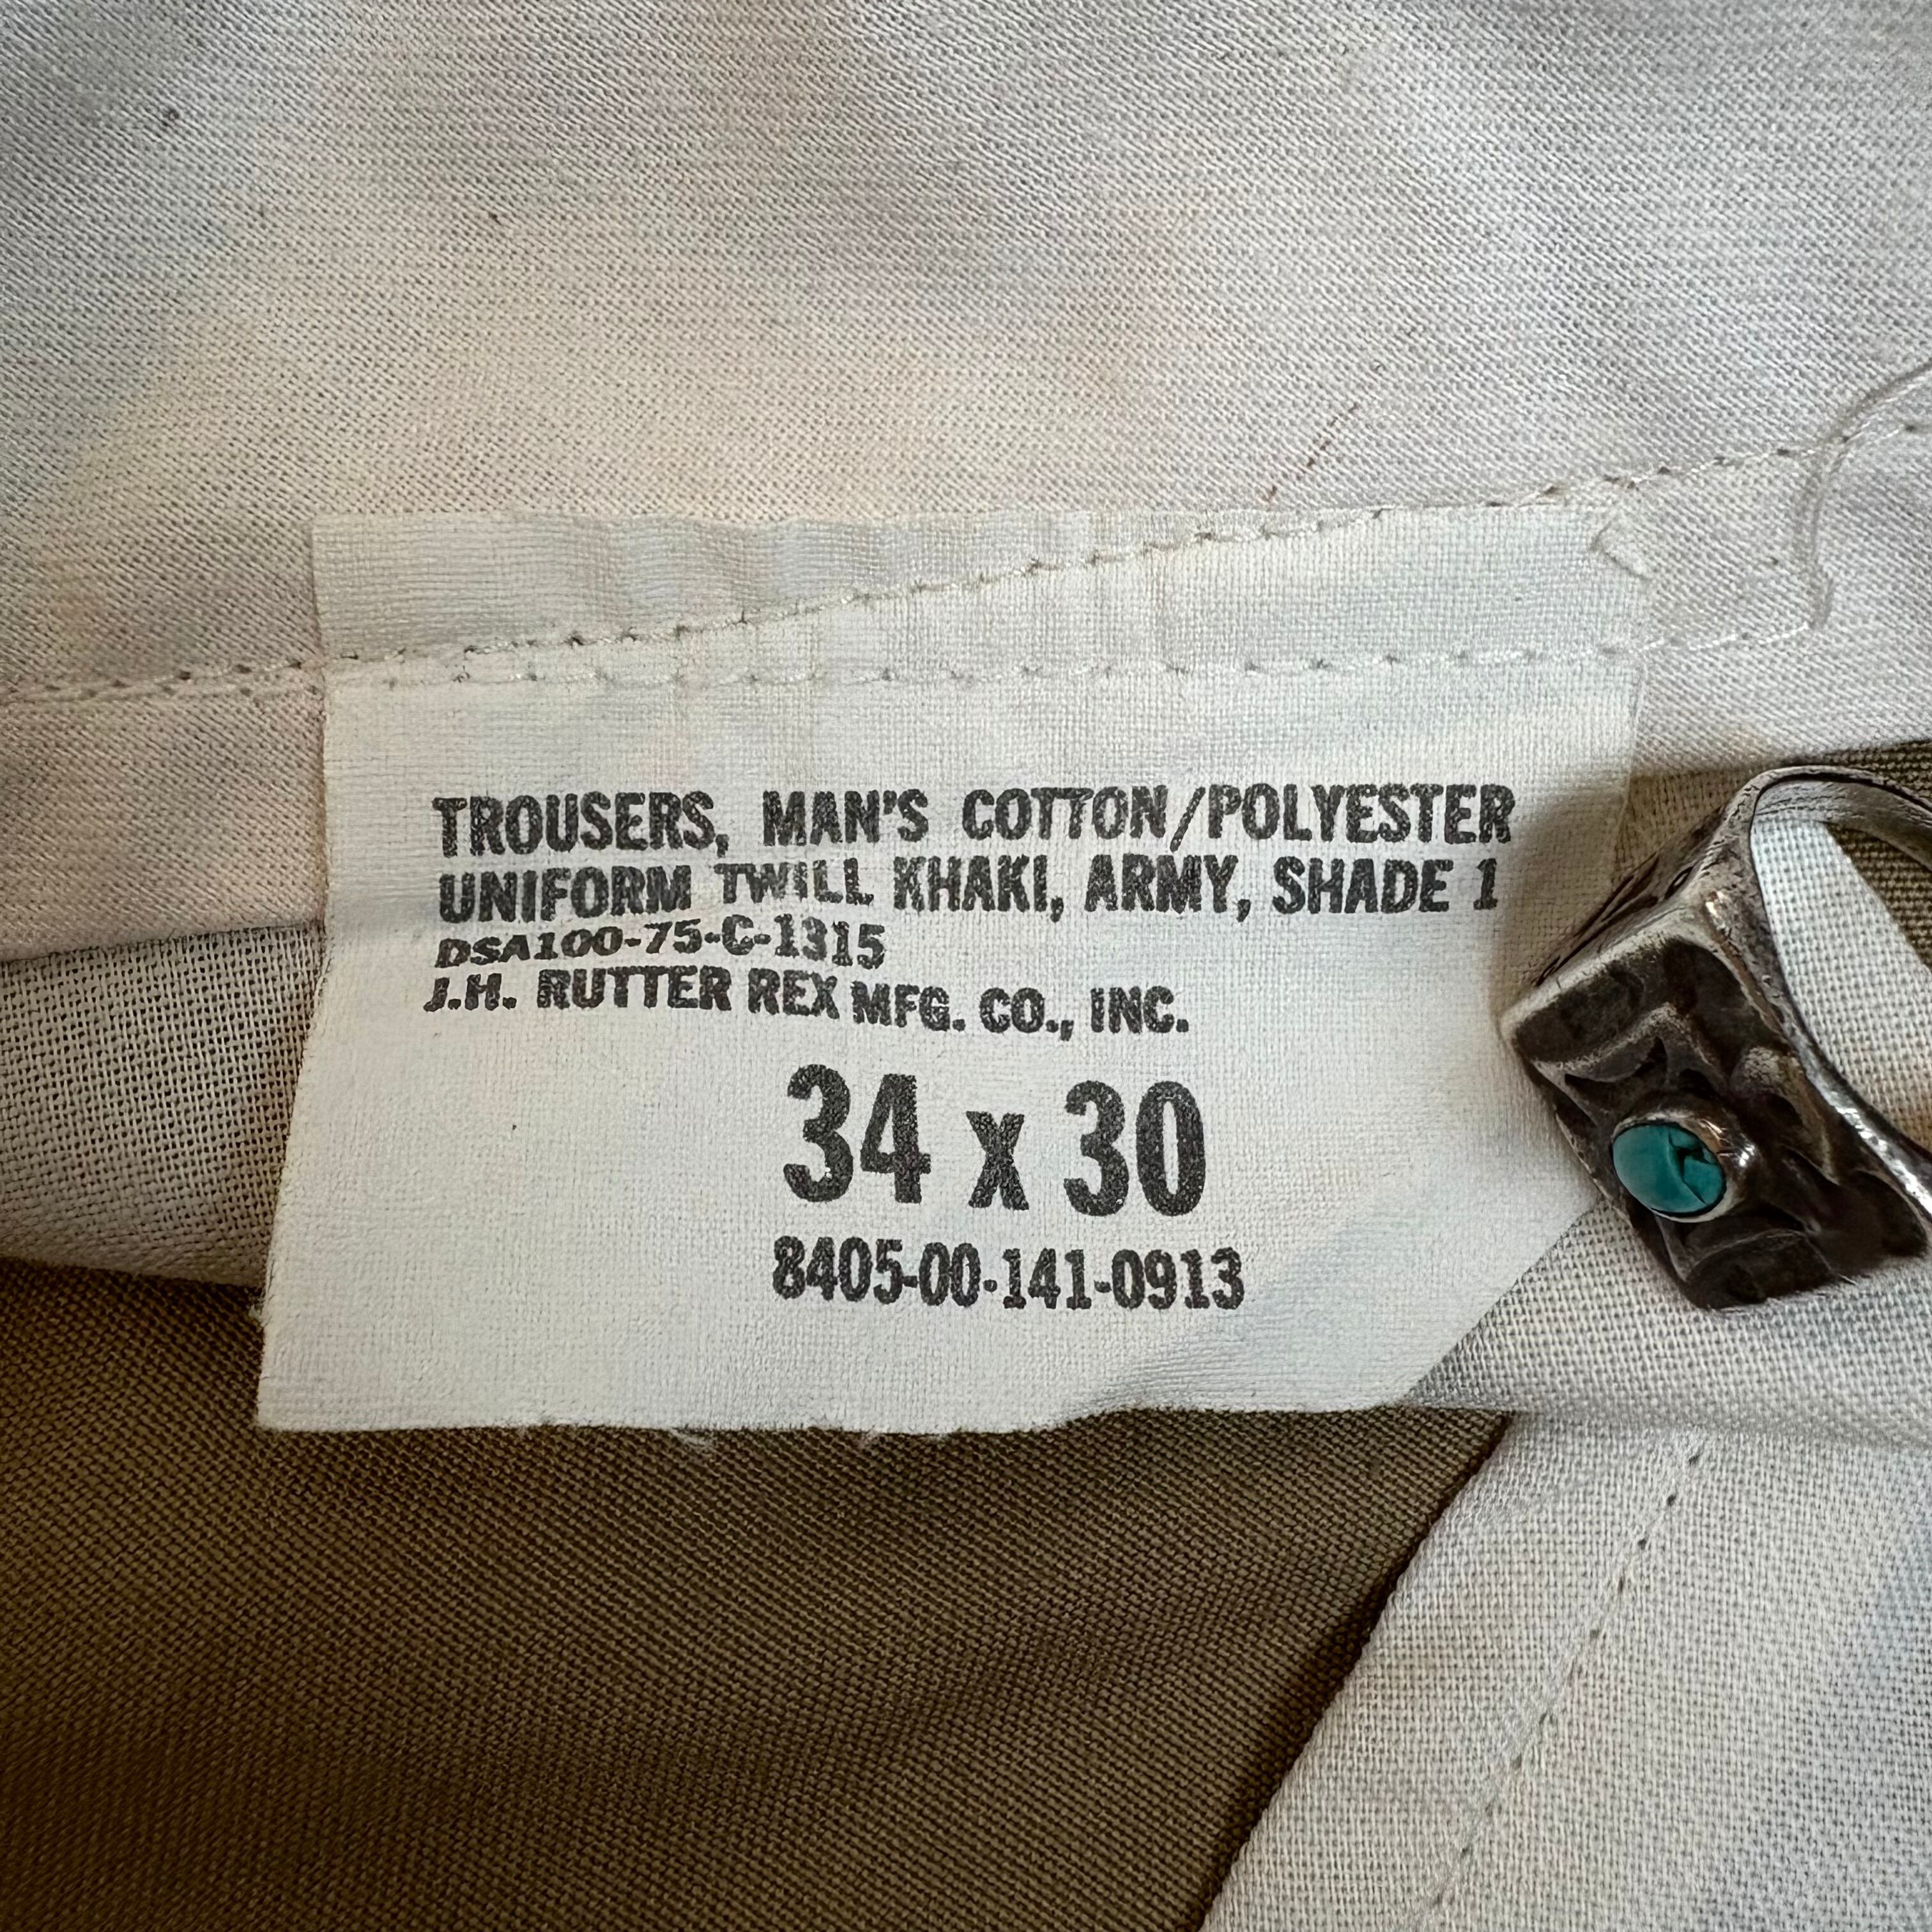 TROUSERS, MAN'S COTTON/POLYESTER
UNIFORM TWILL KHAKI, ARMY, SHADE 1
DSA100-75-C-1315
J.H. RUTTER REX MFG. CO., INC.
34 x 30
8405-00-141-0913